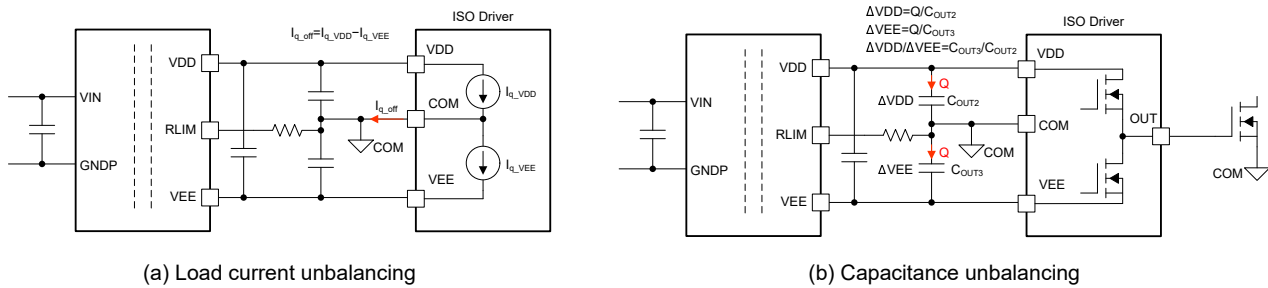 ISO Driver
I_q_off=I_q_VDD−I_q_VEE
VDD
VDD
I_q_VDD
VIN
COM
I_q_off
RLIM
COM
GNDP
I_q_VEE
VEE
VEE
(a) Load current unbalancing
ΔVDD=Q/C_OUT2
ΔVEE=Q/C_OUT3
ΔVDD/ΔVEE=C_OUT3/C_OUT2
ISO Driver
VDD
VDD
Q
ΔVDD
C_OUT2
VIN
OUT
COM
RLIM
COM
Q
GNDP
ΔVEE
C_OUT3
COM
VEE
VEE
(b) Capacitance unbalancing